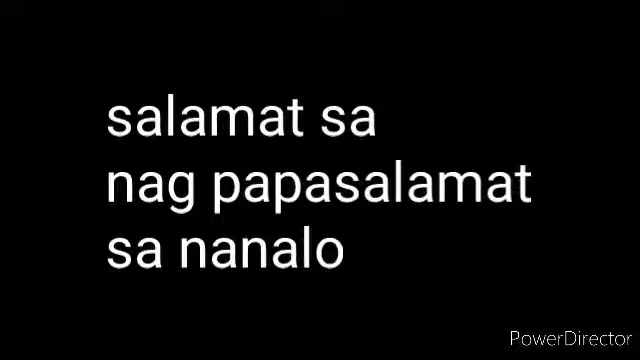 salamat sa
nag papasalamat
sa nanalo
PowerDirector